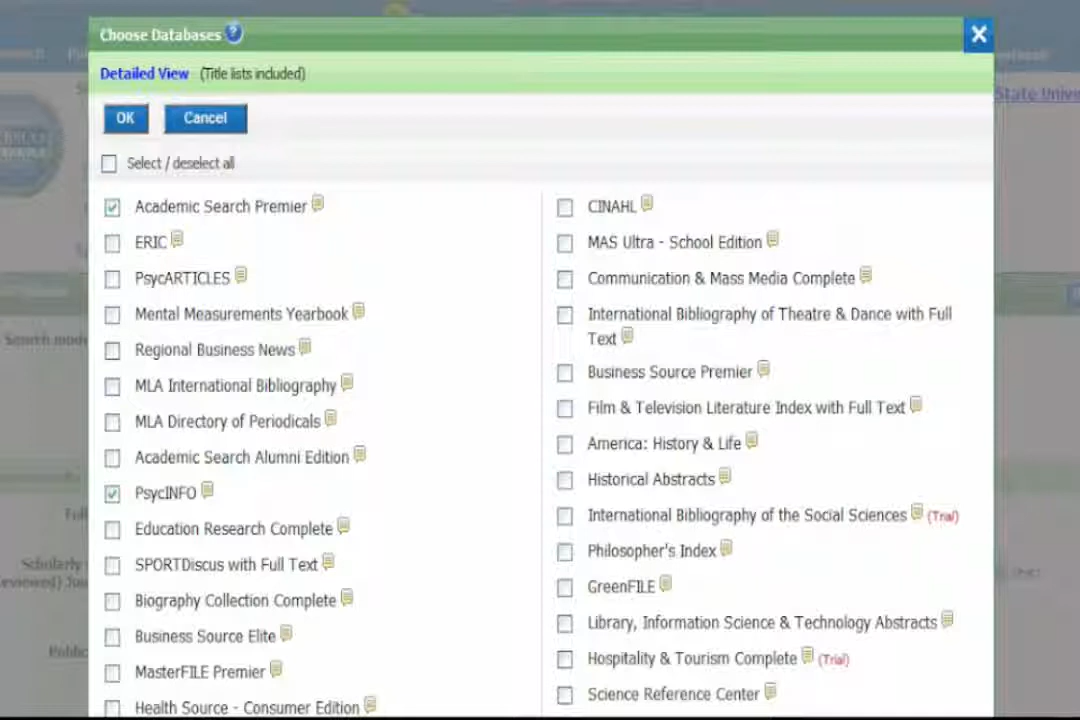 Choose Databases ?
Detailed View (Title lists included)
OK Cancel
Select / deselect all
Academic Search Premier
ERIC
PsycARTICLES
Mental Measurements Yearbook
Regional Business News
MLA International Bibliography
MLA Directory of Periodicals
Academic Search Alumni Edition
PsycINFO
Education Research Complete
SPORTDiscus with Full Text
Biography Collection Complete
Business Source Elite
MasterFILE Premier
Health Source - Consumer Edition
CINAHL
MAS Ultra - School Edition
Communication & Mass Media Complete
International Bibliography of Theatre & Dance with Full
Text
Business Source Premier
Film & Television Literature Index with Full Text
America: History & Life
Historical Abstracts
International Bibliography of the Social Sciences (Trial)
Philosopher's Index
GreenFILE
Library, Information Science & Technology Abstracts
Hospitality & Tourism Complete (Trial)
Science Reference Center
State Unive
Search mod
Scholarly